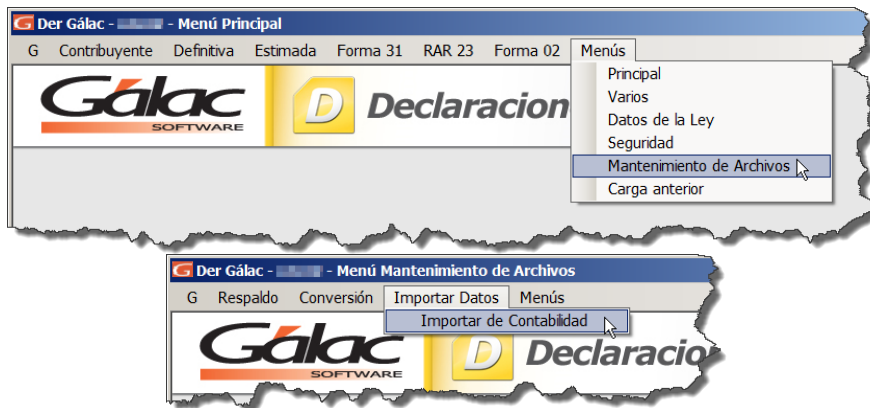 G Der Gálac - - Menú Principal
G Contribuyente Definitiva Estimada Forma 31 RAR 23 Forma 02 Menús
Principal
Varios
Datos de la Ley
Seguridad
Mantenimiento de Archivos
Carga anterior
Gálac
SOFTWARE
D Declaracion
G Der Gálac - - Menú Mantenimiento de Archivos
G Respaldo Conversión Importar Datos Menús
Importar de Contabilidad
Gálac
SOFTWARE
D Declaracio